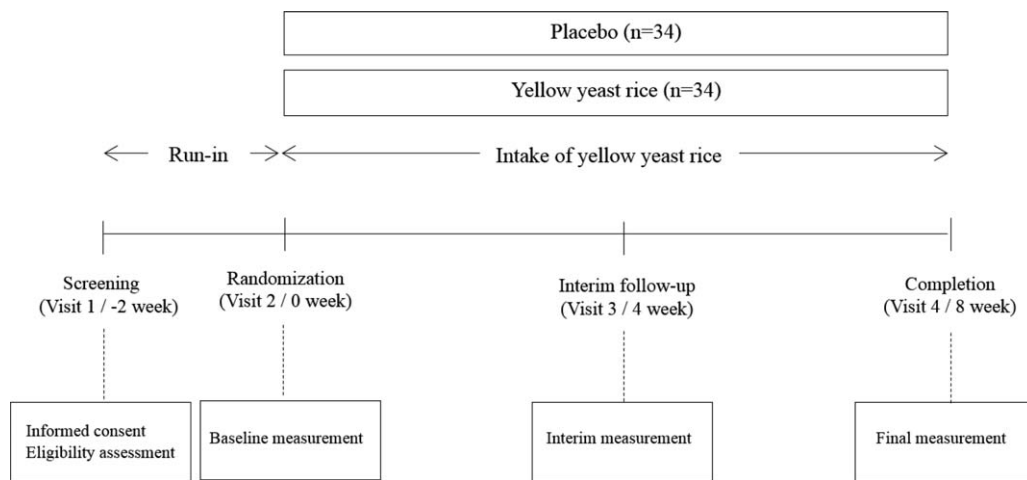 Placebo (n=34)
Yellow yeast rice (n=34)
Run-in
Intake of yellow yeast rice
Screening
(Visit 1 / -2 week)
Randomization
(Visit 2 / 0 week)
Interim follow-up
(Visit 3 / 4 week)
Completion
(Visit 4 / 8 week)
Informed consent
Eligibility assessment
Baseline measurement
Interim measurement
Final measurement